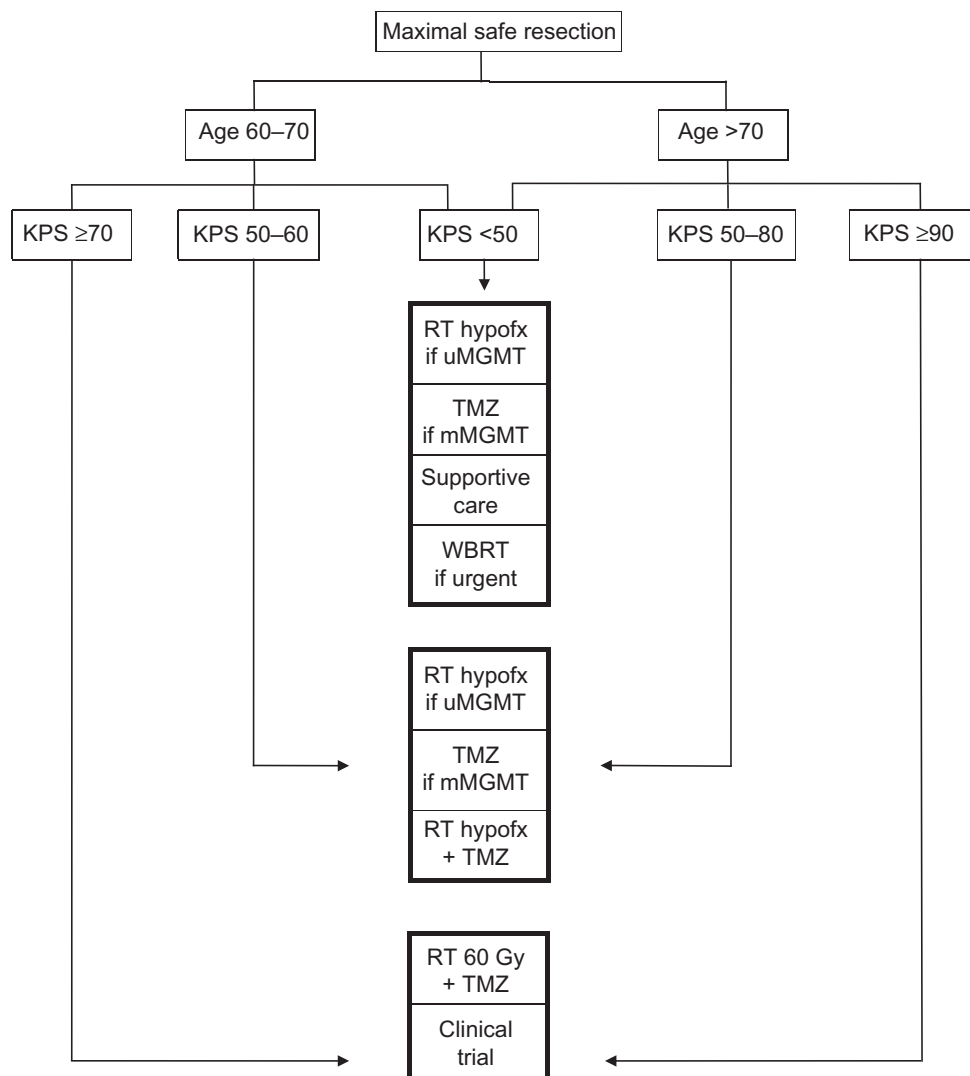 Maximal safe resection
Age 60–70
Age >70
KPS ≥70
KPS 50–60
KPS <50
KPS 50–80
KPS ≥90
RT hypofx
if uMGMT
TMZ
if mMGMT
Supportive
care
WBRT
if urgent
RT hypofx
if uMGMT
TMZ
if mMGMT
RT hypofx
+ TMZ
RT 60 Gy
+ TMZ
Clinical
trial